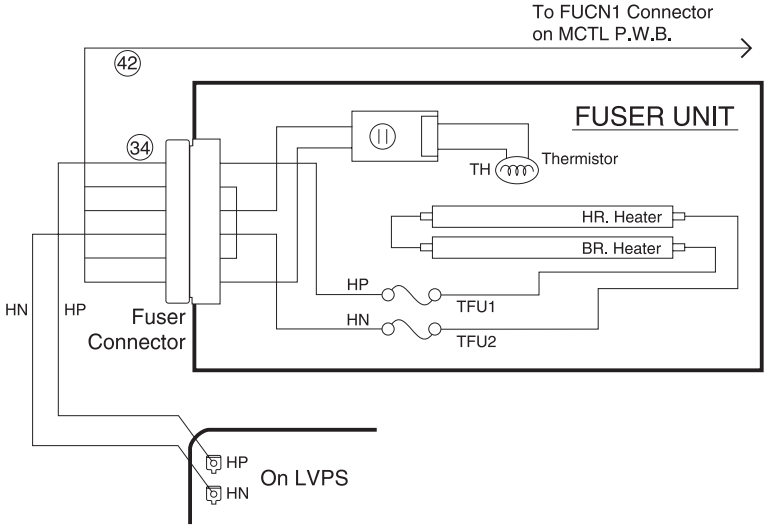 To FUCN1 Connector
on MCTL P.W.B.
42
FUSER UNIT
34
Thermistor
TH
HR. Heater
BR. Heater
HP
TFU1
HN
TFU2
HN
HP
Fuser
Connector
HP
HN
On LVPS